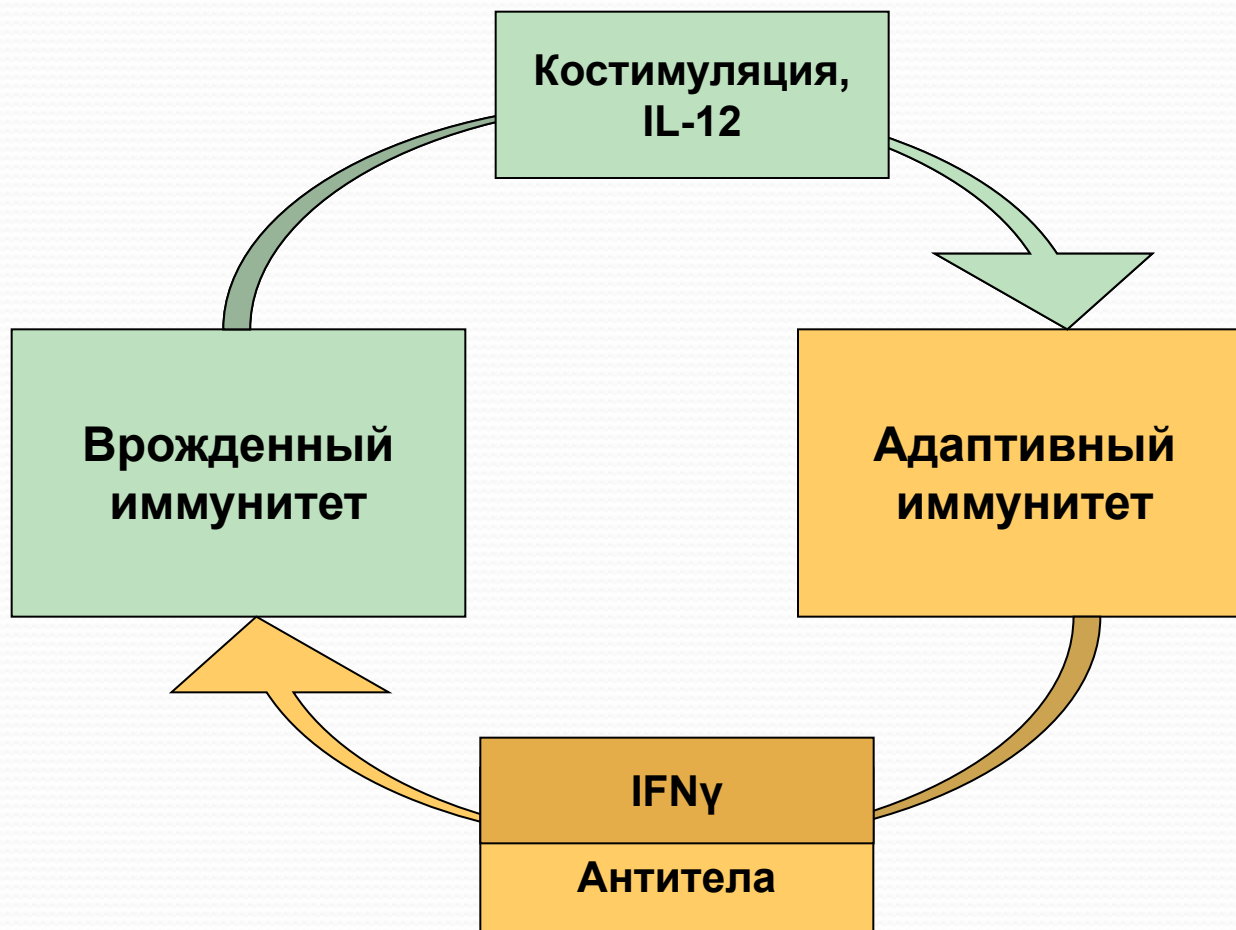 Костимуляция,
IL-12
Врожденный
иммунитет
Адаптивный
иммунитет
IFNγ
Антитела